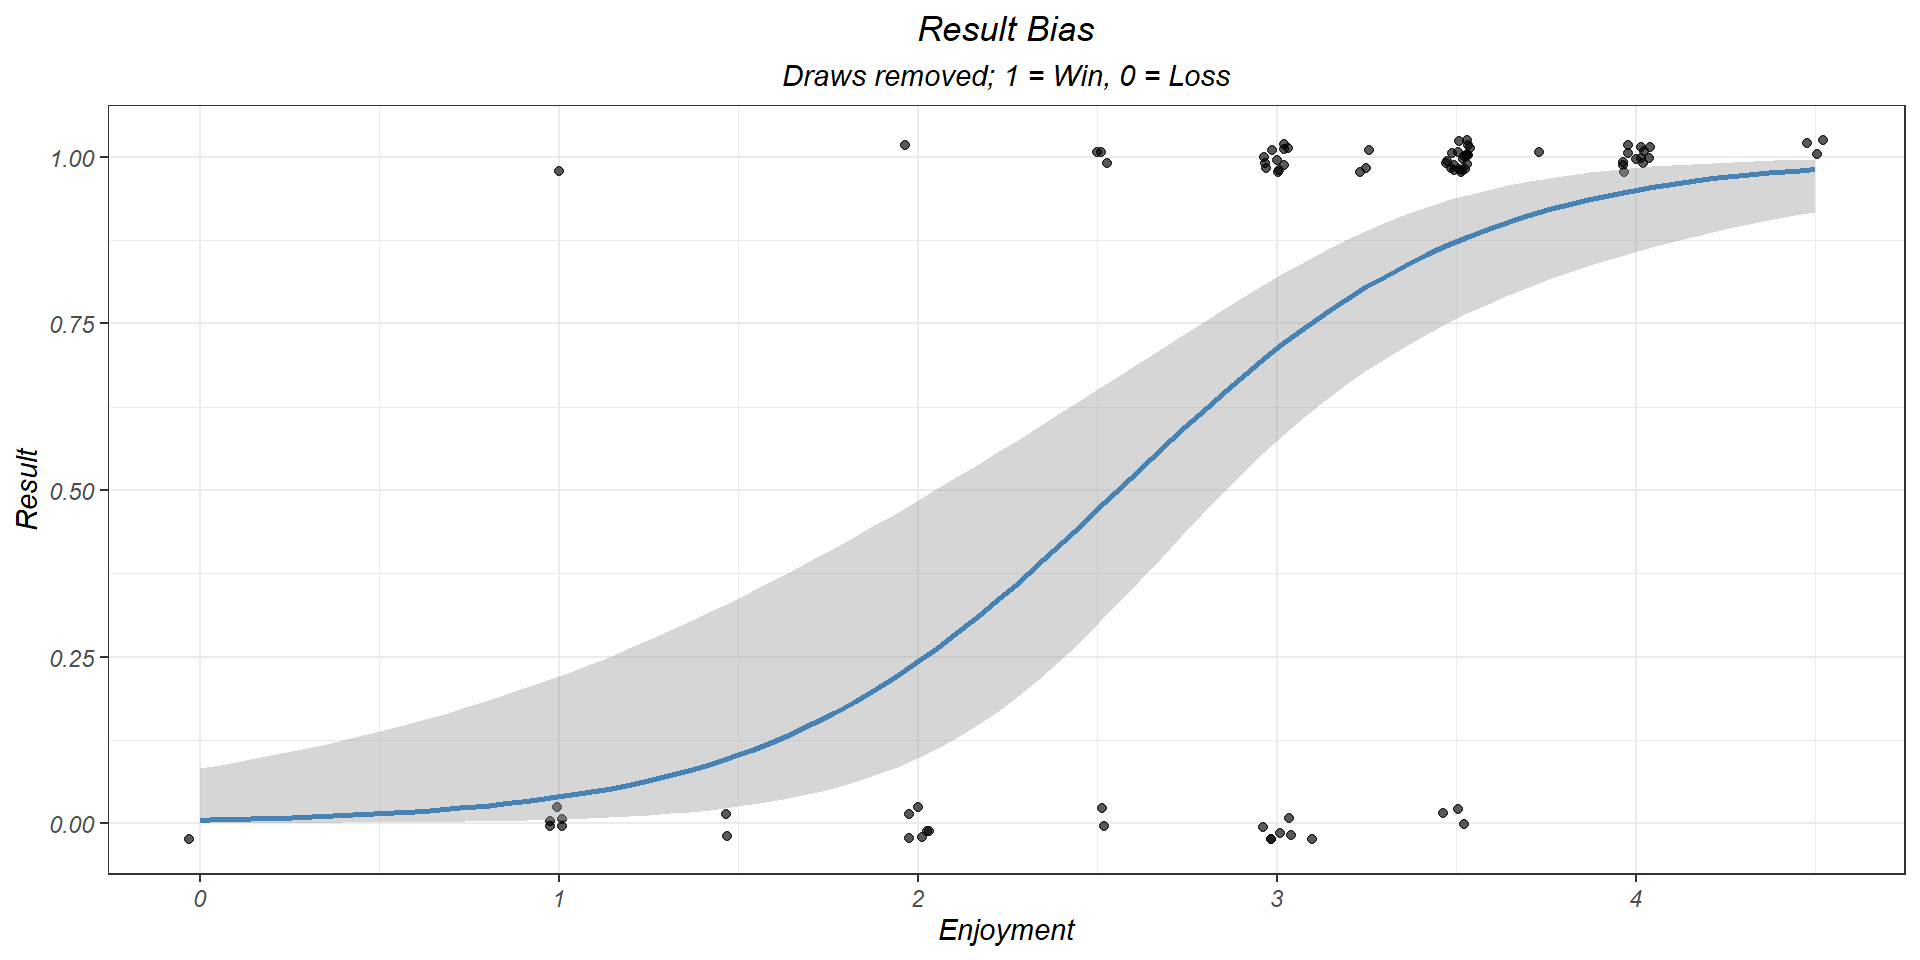 Result Bias
Draws removed; 1 = Win, 0 = Loss
1.00
0.75
0.50
0.25
0.00
Result
0 1 2 3 4
Enjoyment